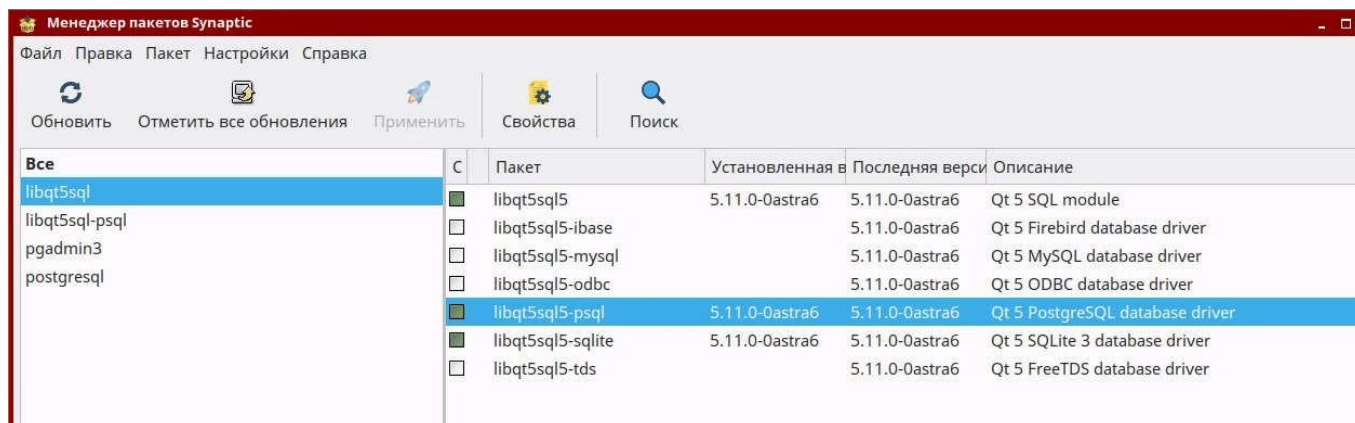 Менеджер пакетов Synaptic
Файл Правка Пакет Настройки Справка
Обновить Отметить все обновления Применить Свойства Поиск
Все
libqt5sql
libqt5sql-psql
pgadmin3
postgresql
С Пакет Установленная в Последняя верси Описание
libqt5sql5 5.11.0-0astra6 5.11.0-0astra6 Qt 5 SQL module
libqt5sql5-ibase 5.11.0-0astra6 Qt 5 Firebird database driver
libqt5sql5-mysql 5.11.0-0astra6 Qt 5 MySQL database driver
libqt5sql5-odbc 5.11.0-0astra6 Qt 5 ODBC database driver
libqt5sql5-psql 5.11.0-0astra6 5.11.0-0astra6 Qt 5 PostgreSQL database driver
libqt5sql5-sqlite 5.11.0-0astra6 5.11.0-0astra6 Qt 5 SQLite 3 database driver
libqt5sql5-tds 5.11.0-0astra6 Qt 5 FreeTDS database driver